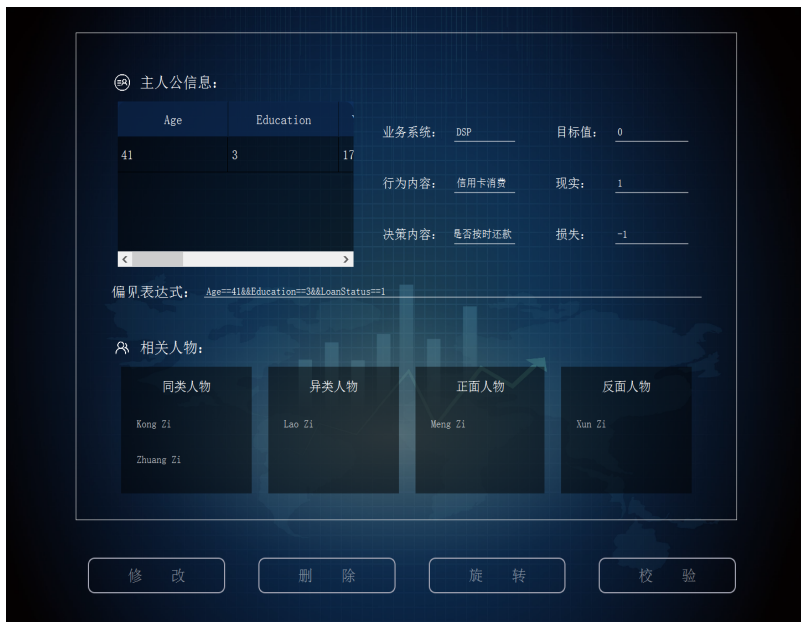 主人公信息:
Age Education
41 3 17
业务系统: DSP 目标值: 0
行为内容: 信用卡消费 现实: 1
决策内容: 是否按时还款 损失: -1
偏见表达式: Age==41&&Education==3&&LoanStatus==1
相关人物:
同类人物 异类人物 正面人物 反面人物
Kong Zi Lao Zi Meng Zi Xun Zi
Zhuang Zi
修 改 删 除 旋 转 校 验